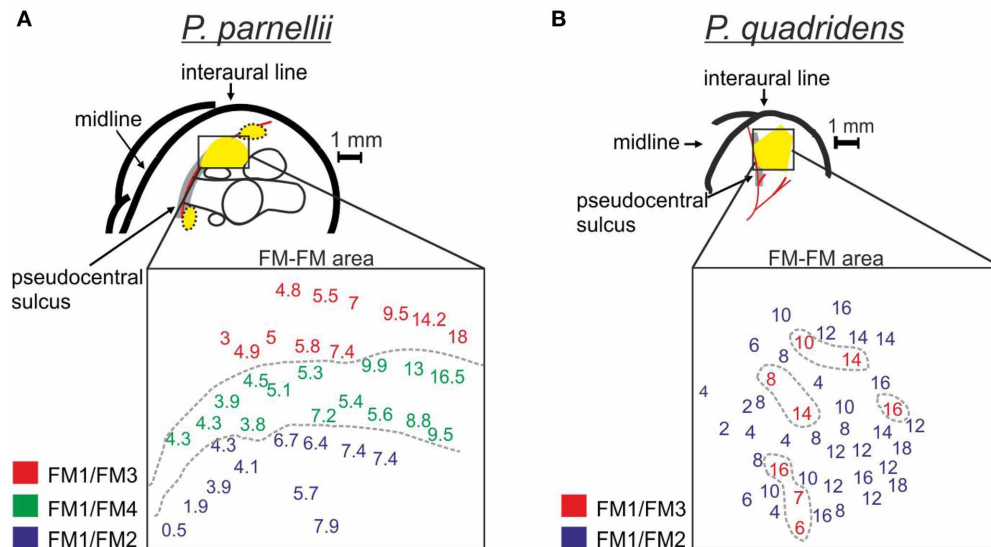 A
P. parnellii
interaural line
midline
1 mm
pseudocentral
sulcus
FM-FM area
4.8 5.5 7
9.5 14.2
18
3 4.9 5 5.8 7.4
9.9 13 16.5
4.5 5.1 5.3
3.9
5.4
7.2 5.6 8.8
4.3 4.3 3.8 9.5
4.3 6.7 6.4 7.4 7.4
4.1
3.9 5.7
1.9
0.5 7.9
FM1/FM3
FM1/FM4
FM1/FM2
B
P. quadridens
interaural line
midline
1 mm
pseudocentral
sulcus
FM-FM area
10 16
6 10 12 14 14
8 14
4 8 4 16
2 8 14 10 16
2 4 4 8 8 14 12
12 12 18
8 16 10 12 16 12
6 10 7 8 12 18
4 6 16
FM1/FM3
FM1/FM2